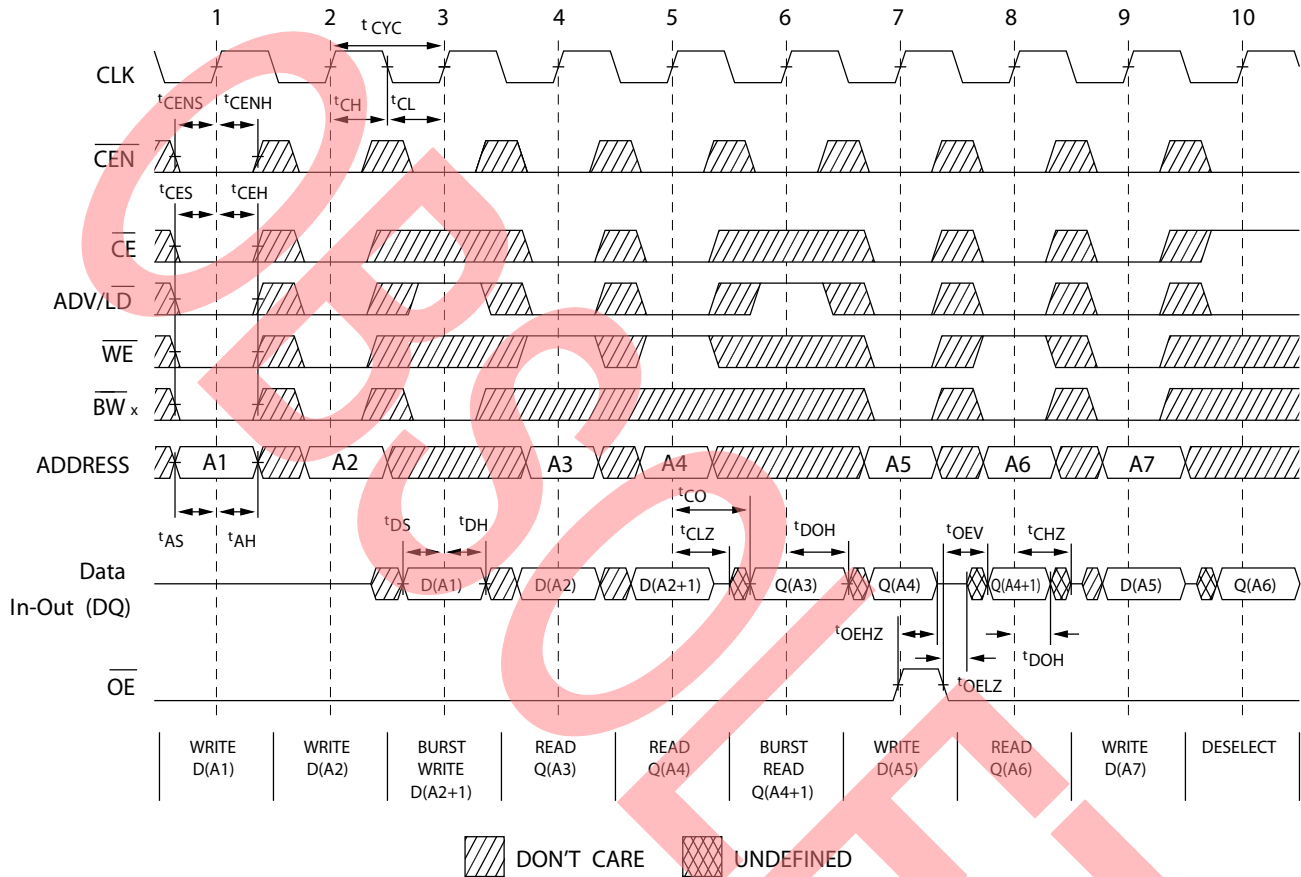 1 2 3 4 5 6 7 8 9 10
t CYC
CLK
tCENS tCENH tCH tCL
CEN
tCES tCEH
CE
ADV/LD
WE
BW x
ADDRESS A1 A2 A3 A4 A5 A6 A7
tAS tAH tDS tDH tCO tCLZ tDOH tOEV tCHZ
Data
In-Out (DQ) D(A1) D(A2) D(A2+1) Q(A3) Q(A4) Q(A4+1) D(A5) Q(A6)
tOEHZ tDOH
tOELZ
OE
WRITE D(A1)
WRITE D(A2)
BURST WRITE D(A2+1)
READ Q(A3)
READ Q(A4)
BURST READ Q(A4+1)
WRITE D(A5)
READ Q(A6)
WRITE D(A7)
DESELECT
DON'T CARE UNDEFINED